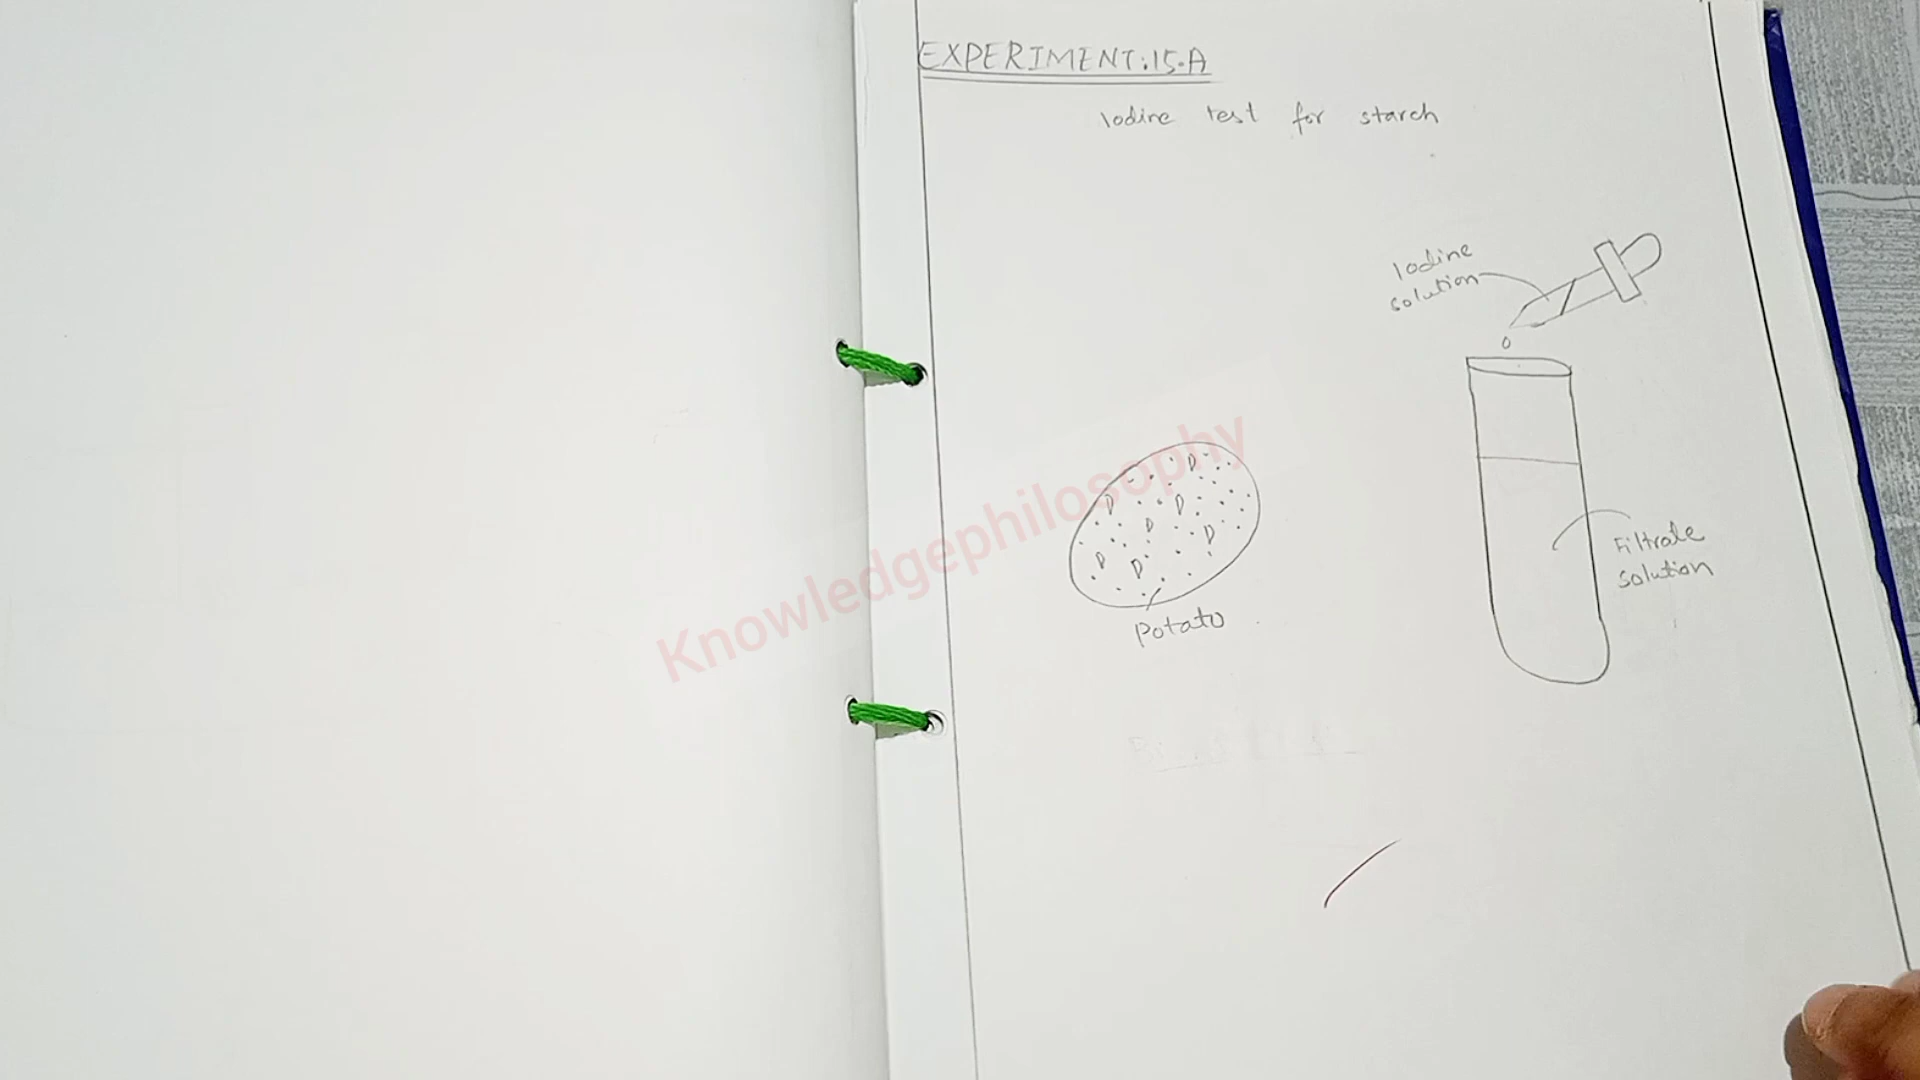 EXPERIMENT:15.A
Iodine test for starch
Iodine
solution
Filtrate
solution
Potato
Knowledgephilosophy